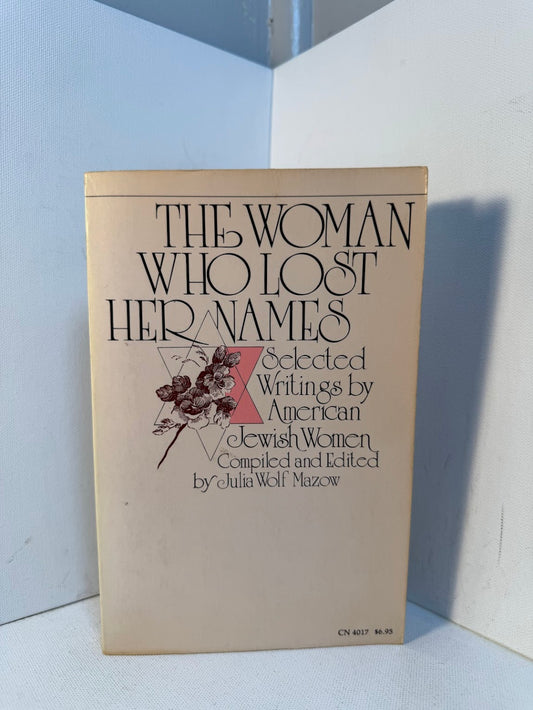 THE WOMAN
WHO LOST
HER NAMES
Selected
Writings by
American
Jewish Women
Compiled and Edited
by Julia Wolf Mazow
CN 4017 $6.95